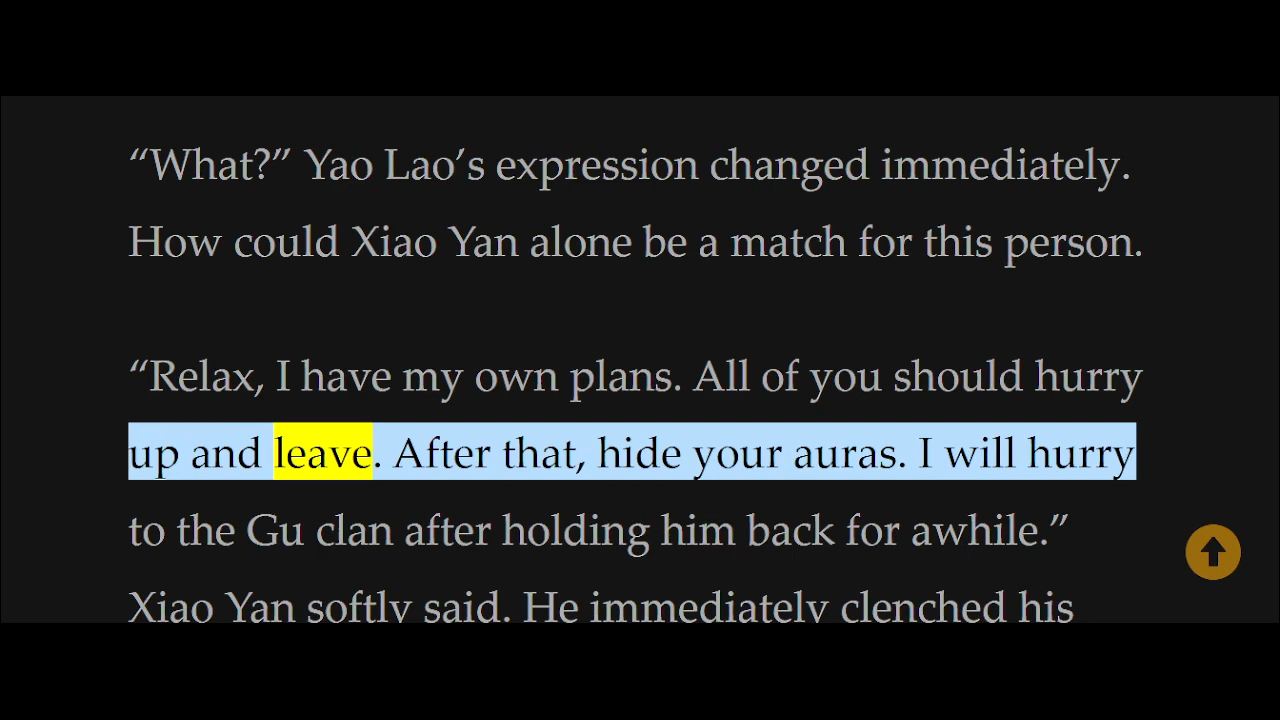 “What?” Yao Lao’s expression changed immediately.
How could Xiao Yan alone be a match for this person.
“Relax, I have my own plans. All of you should hurry
up and leave. After that, hide your auras. I will hurry
to the Gu clan after holding him back for awhile.”
Xiao Yan softly said. He immediately clenched his